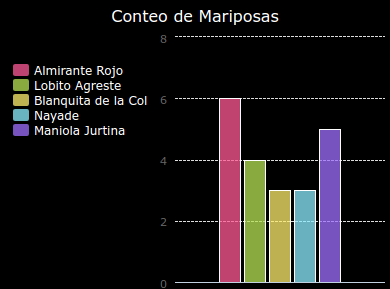 Conteo de Mariposas
Almirante Rojo
Lobito Agreste
Blanquita de la Col
Nayade
Maniola Jurtina
8
6
4
2
0